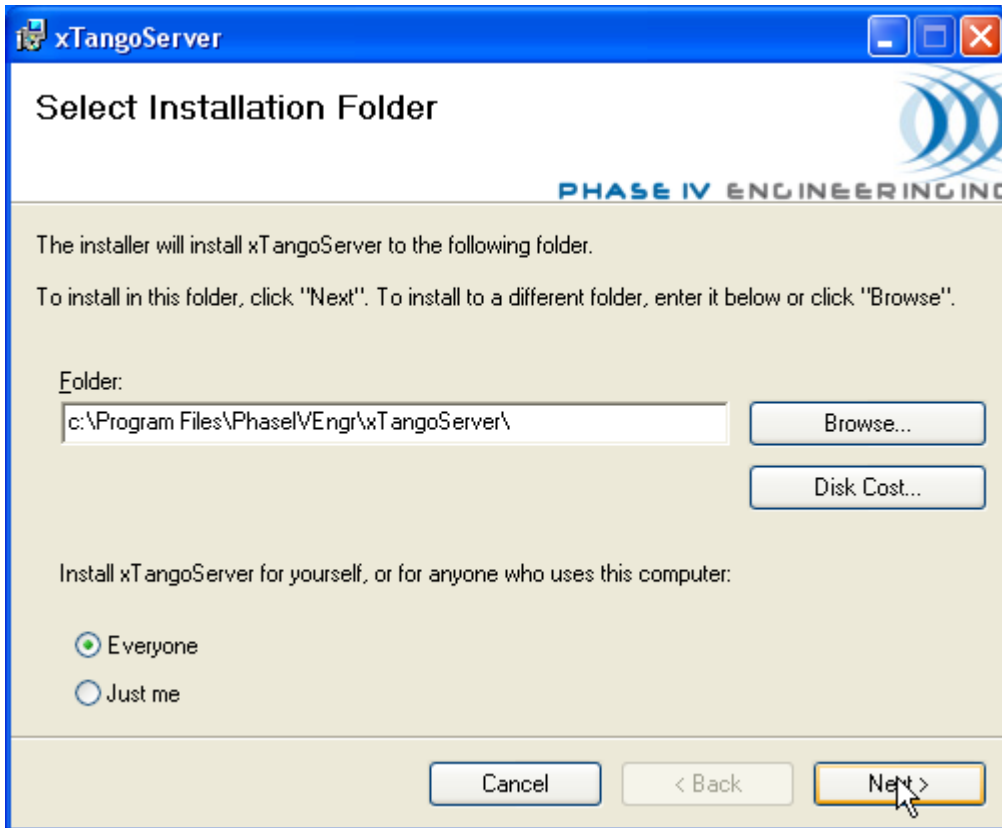 xTangoServer
Select Installation Folder
PHASE IV ENGINEERING INC
The installer will install xTangoServer to the following folder.
To install in this folder, click "Next". To install to a different folder, enter it below or click "Browse".
Folder:
c:\Program Files\PhaseIVEngr\xTangoServer\
Browse...
Disk Cost...
Install xTangoServer for yourself, or for anyone who uses this computer:
Everyone
Just me
Cancel
< Back
Next >